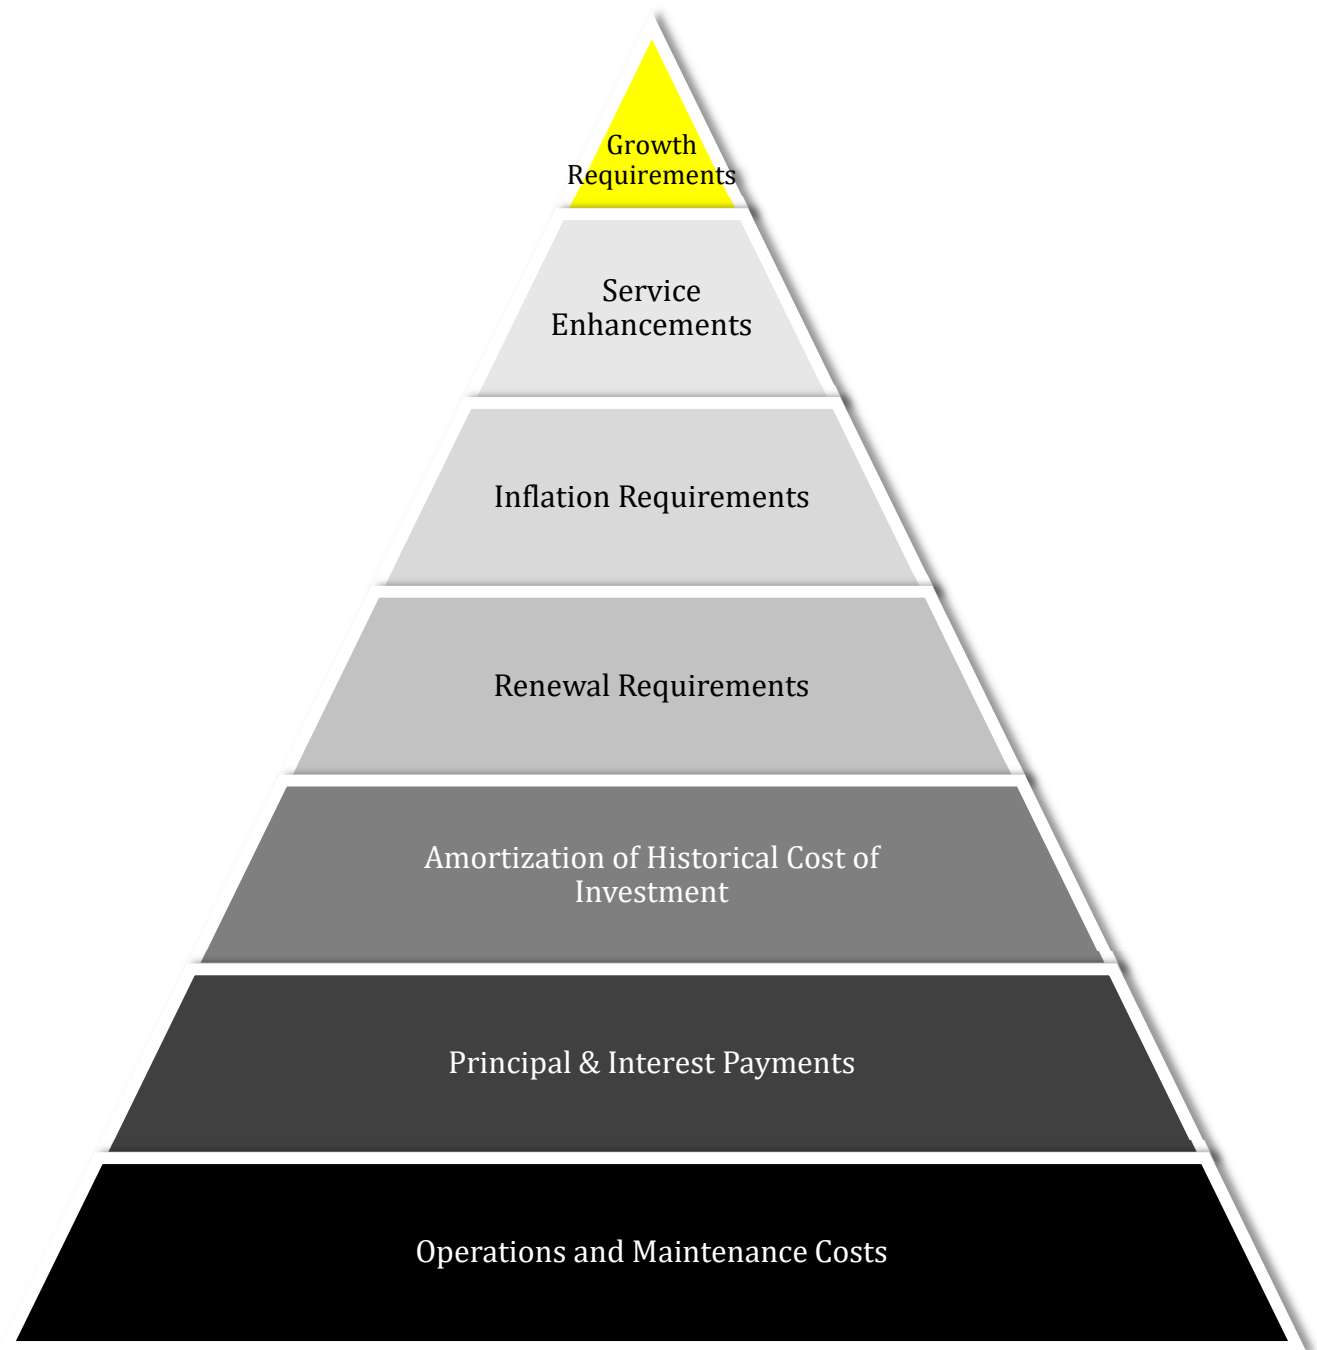 Growth
Requirements
Service
Enhancements
Inflation Requirements
Renewal Requirements
Amortization of Historical Cost of
Investment
Principal & Interest Payments
Operations and Maintenance Costs